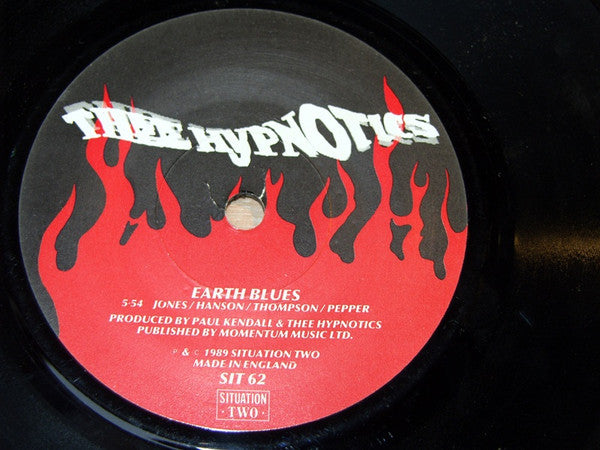 THEE HYPNOTICS
EARTH BLUES
5·54 JONES / HANSON / THOMPSON / PEPPER
PRODUCED BY PAUL KENDALL & THEE HYPNOTICS
PUBLISHED BY MOMENTUM MUSIC LTD.
℗ & © 1989 SITUATION TWO
MADE IN ENGLAND
SIT 62
SITUATION
· TWO ·